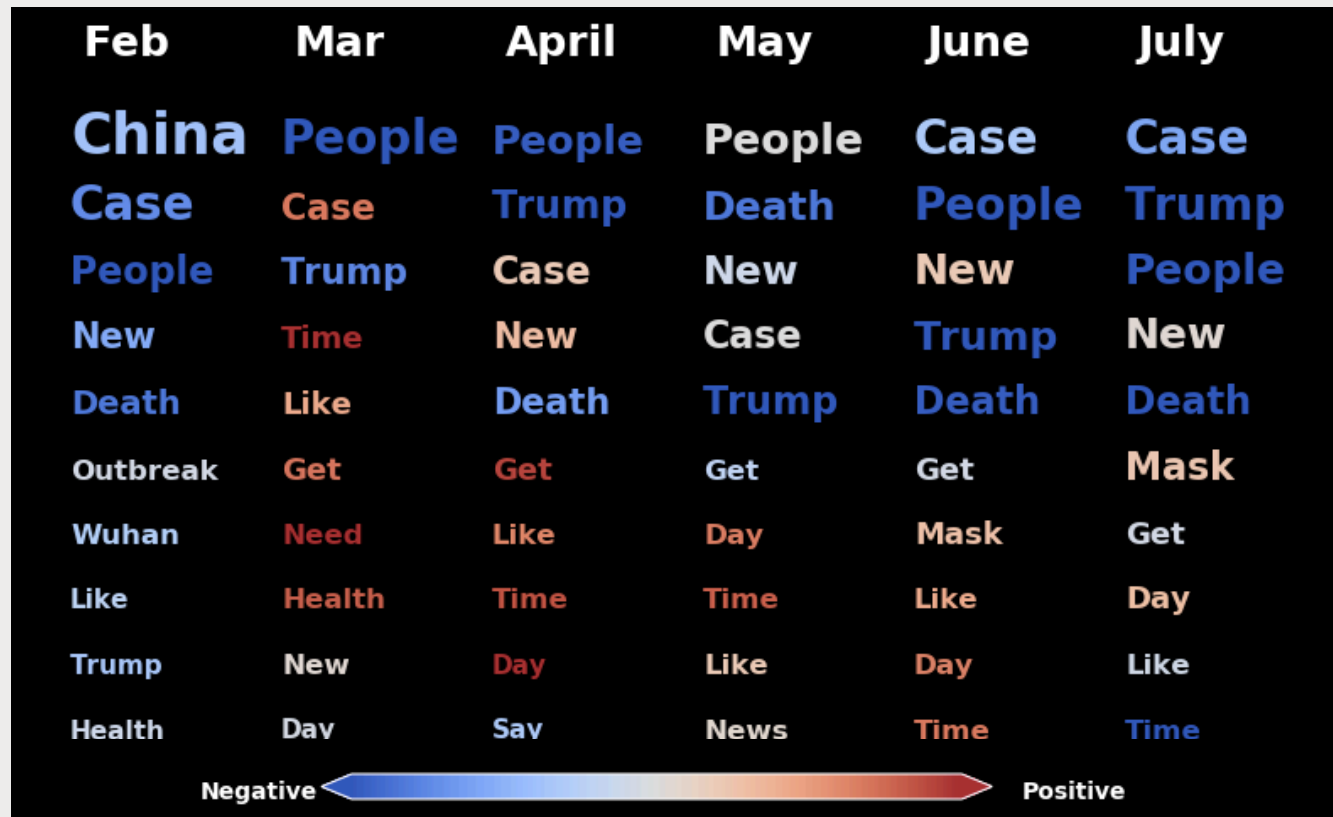 Feb Mar April May June July
China People People People Case Case
Case Case Trump Death People Trump
People Trump Case New New People
New Time New Case Trump New
Death Like Death Trump Death Death
Outbreak Get Get Get Get Mask
Wuhan Need Like Day Mask Get
Like Health Time Time Like Day
Trump New Day Like Day Like
Health Day Say News Time Time
Negative Positive